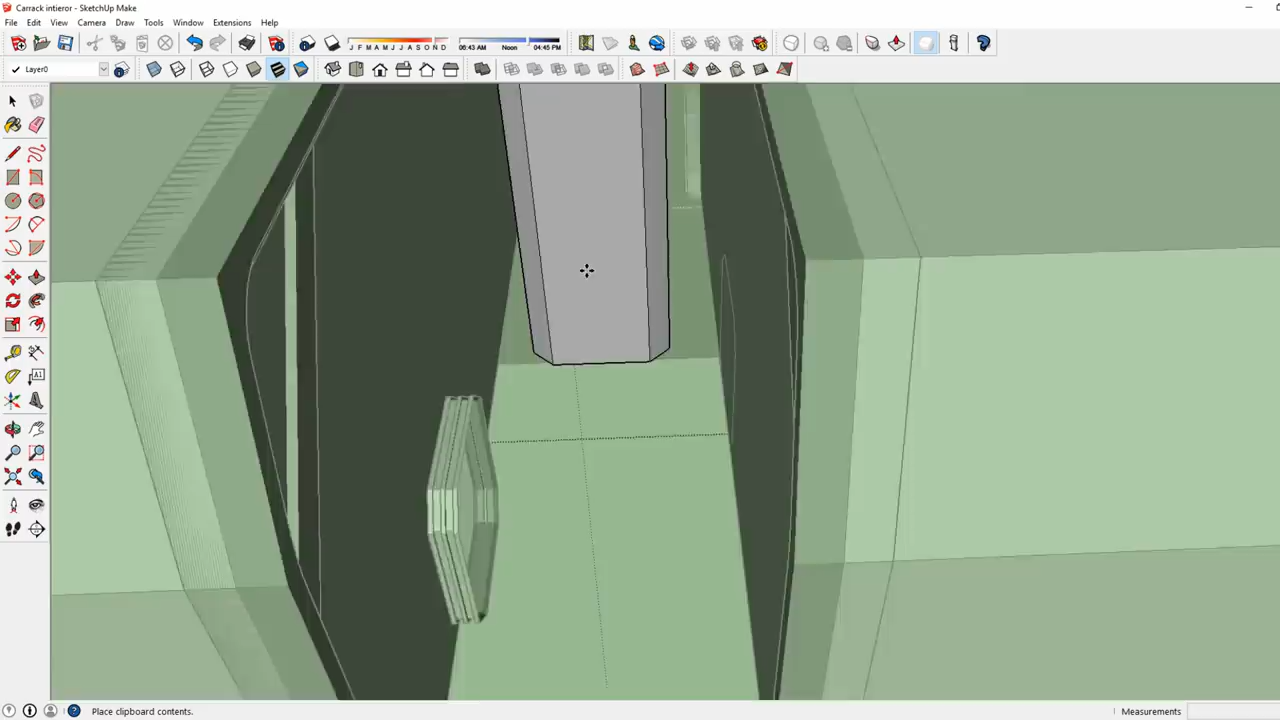 Carrack intieror - SketchUp Make
File Edit View Camera Draw Tools Window Extensions Help
J F M A M J J A S O N D 06:43 AM Noon 04:45 PM
Layer0
A1
Place clipboard contents.
Measurements